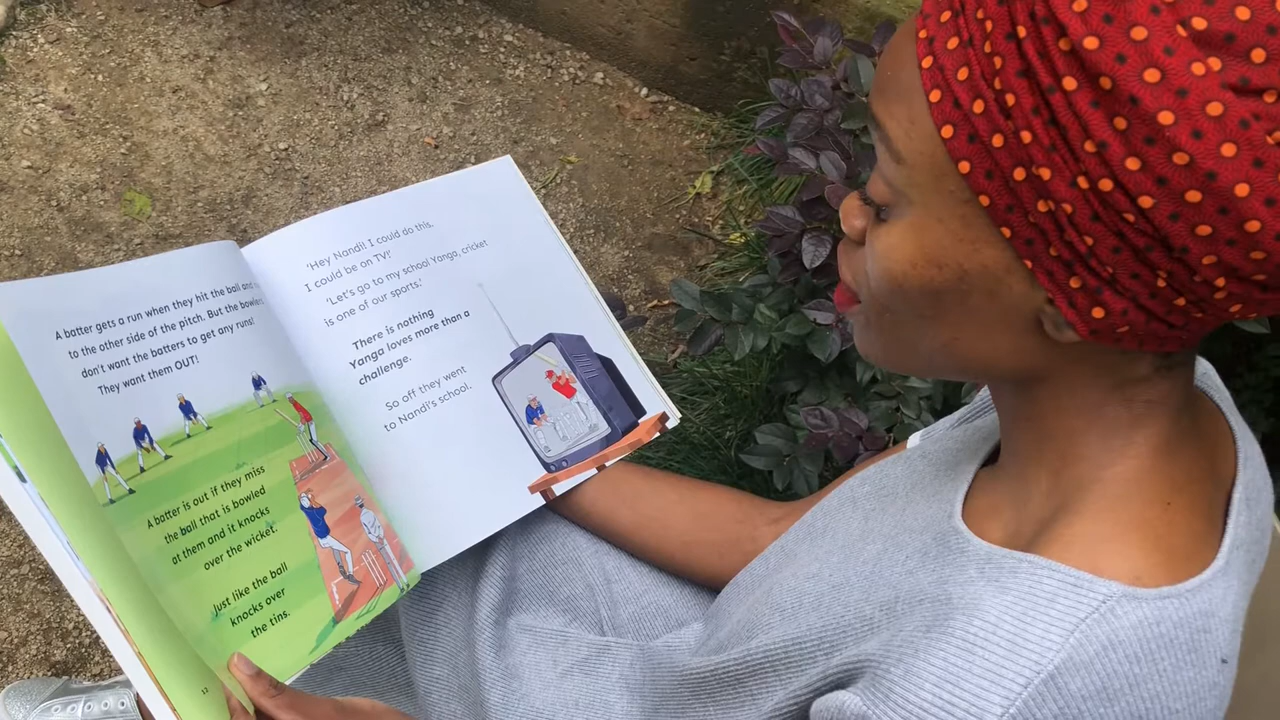 A batter gets a run when they hit the ball and
to the other side of the pitch. But the bowlers
don't want the batters to get any runs!
They want them OUT!
A batter is out if they miss
the ball that is bowled
at them and it knocks
over the wicket.
Just like the ball
knocks over
the tins.
12
'Hey Nandi! I could do this.
I could be on TV!'
'Let's go to my school Yanga, cricket
is one of our sports.'
There is nothing
Yanga loves more than a
challenge.
So off they went
to Nandi's school.